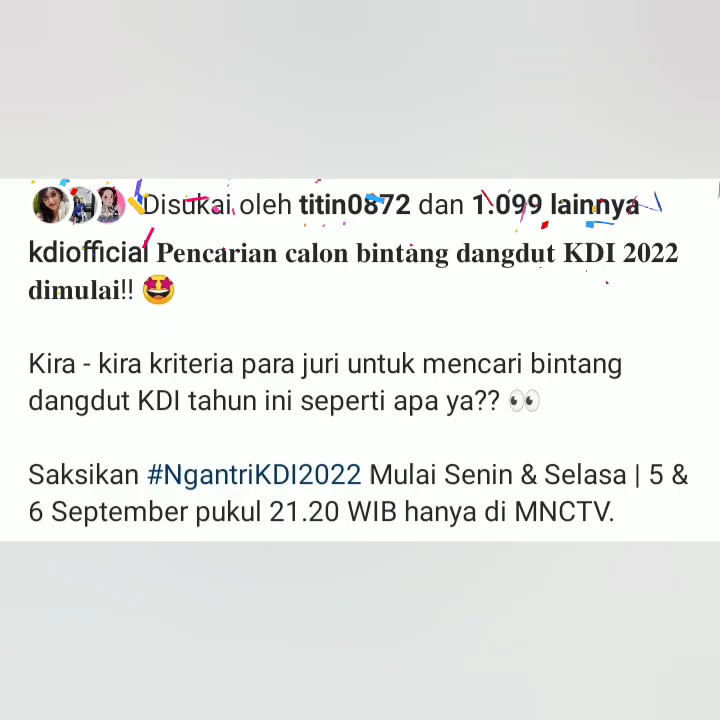 Disukai oleh titin0872 dan 1.099 lainnya
kdiofficial Pencarian calon bintang dangdut KDI 2022
dimulai!! 🤩
Kira - kira kriteria para juri untuk mencari bintang
dangdut KDI tahun ini seperti apa ya?? 👀
Saksikan #NgantriKDI2022 Mulai Senin & Selasa | 5 &
6 September pukul 21.20 WIB hanya di MNCTV.